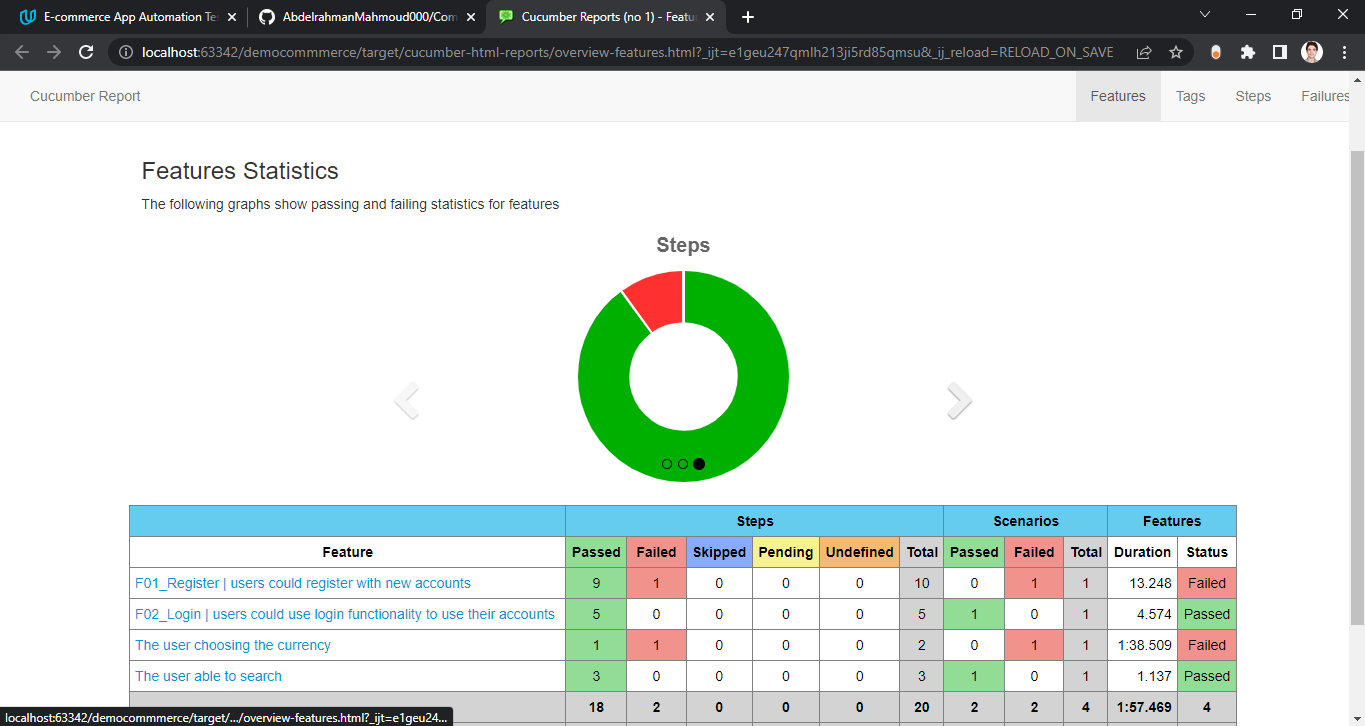 E-commerce App Automation Te
AbdelrahmanMahmoud000/Com
Cucumber Reports (no 1) - Featu
localhost:63342/democommmerce/target/cucumber-html-reports/overview-features.html?_ijt=e1geu247qmlh213ji5rd85qmsu&_ij_reload=RELOAD_ON_SAVE
Cucumber Report Features Tags Steps Failures
Features Statistics
The following graphs show passing and failing statistics for features
Steps
Steps Scenarios Features
Feature Passed Failed Skipped Pending Undefined Total Passed Failed Total Duration Status
F01_Register | users could register with new accounts 9 1 0 0 0 10 0 1 1 13.248 Failed
F02_Login | users could use login functionality to use their accounts 5 0 0 0 0 5 1 0 1 4.574 Passed
The user choosing the currency 1 1 0 0 0 2 0 1 1 1:38.509 Failed
The user able to search 3 0 0 0 0 3 1 0 1 1.137 Passed
18 2 0 0 0 20 2 2 4 1:57.469 4
localhost:63342/democommmerce/target/.../overview-features.html?_ijt=e1geu24...